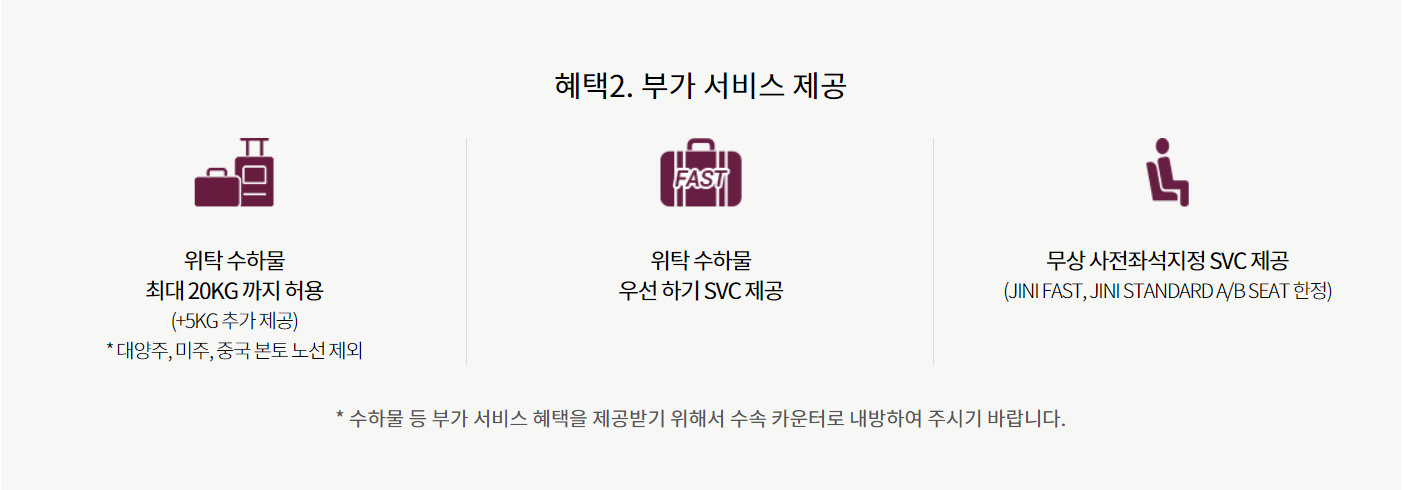 혜택2. 부가 서비스 제공
FAST
위탁 수하물
최대 20KG 까지 허용
(+5KG 추가 제공)
* 대양주, 미주, 중국 본토 노선 제외
위탁 수하물
우선 하기 SVC 제공
무상 사전좌석지정 SVC 제공
(JINI FAST, JINI STANDARD A/B SEAT 한정)
* 수하물 등 부가 서비스 혜택을 제공받기 위해서 수속 카운터로 내방하여 주시기 바랍니다.